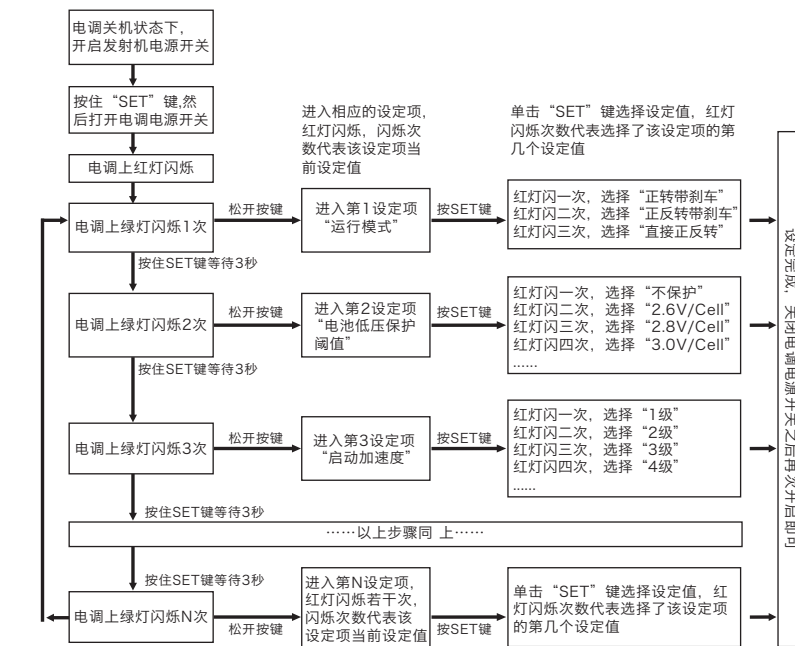 电调关机状态下，
开启发射机电源开关
按住“SET”键,然
后打开电调电源开关
电调上红灯闪烁
进入相应的设定项，
红灯闪烁，闪烁次
数代表该设定项当
前设定值
单击“SET”键选择设定值，红灯
闪烁次数代表选择了该设定项的第
几个设定值
电调上绿灯闪烁1次
松开按键
进入第1设定项
“运行模式”
按SET键
红灯闪一次，选择“正转带刹车”
红灯闪二次，选择“正反转带刹车”
红灯闪三次，选择“直接正反转”
按住SET键等待3秒
电调上绿灯闪烁2次
松开按键
进入第2设定项
“电池低压保护
阈值”
按SET键
红灯闪一次，选择“不保护”
红灯闪二次，选择“2.6V/Cell”
红灯闪三次，选择“2.8V/Cell”
红灯闪四次，选择“3.0V/Cell”
......
按住SET键等待3秒
电调上绿灯闪烁3次
松开按键
进入第3设定项
“启动加速度”
按SET键
红灯闪一次，选择“1级”
红灯闪二次，选择“2级”
红灯闪三次，选择“3级”
红灯闪四次，选择“4级”
......
按住SET键等待3秒
……以上步骤同 上……
按住SET键等待3秒
电调上绿灯闪烁N次
松开按键
进入第N设定项，
红灯闪烁若干次，
闪烁次数代表该
设定项当前设定值
按SET键
单击“SET”键选择设定值，红
灯闪烁次数代表选择了该设定项
的第几个设定值
设定完成，关闭电调电源开关之后再次开启即可